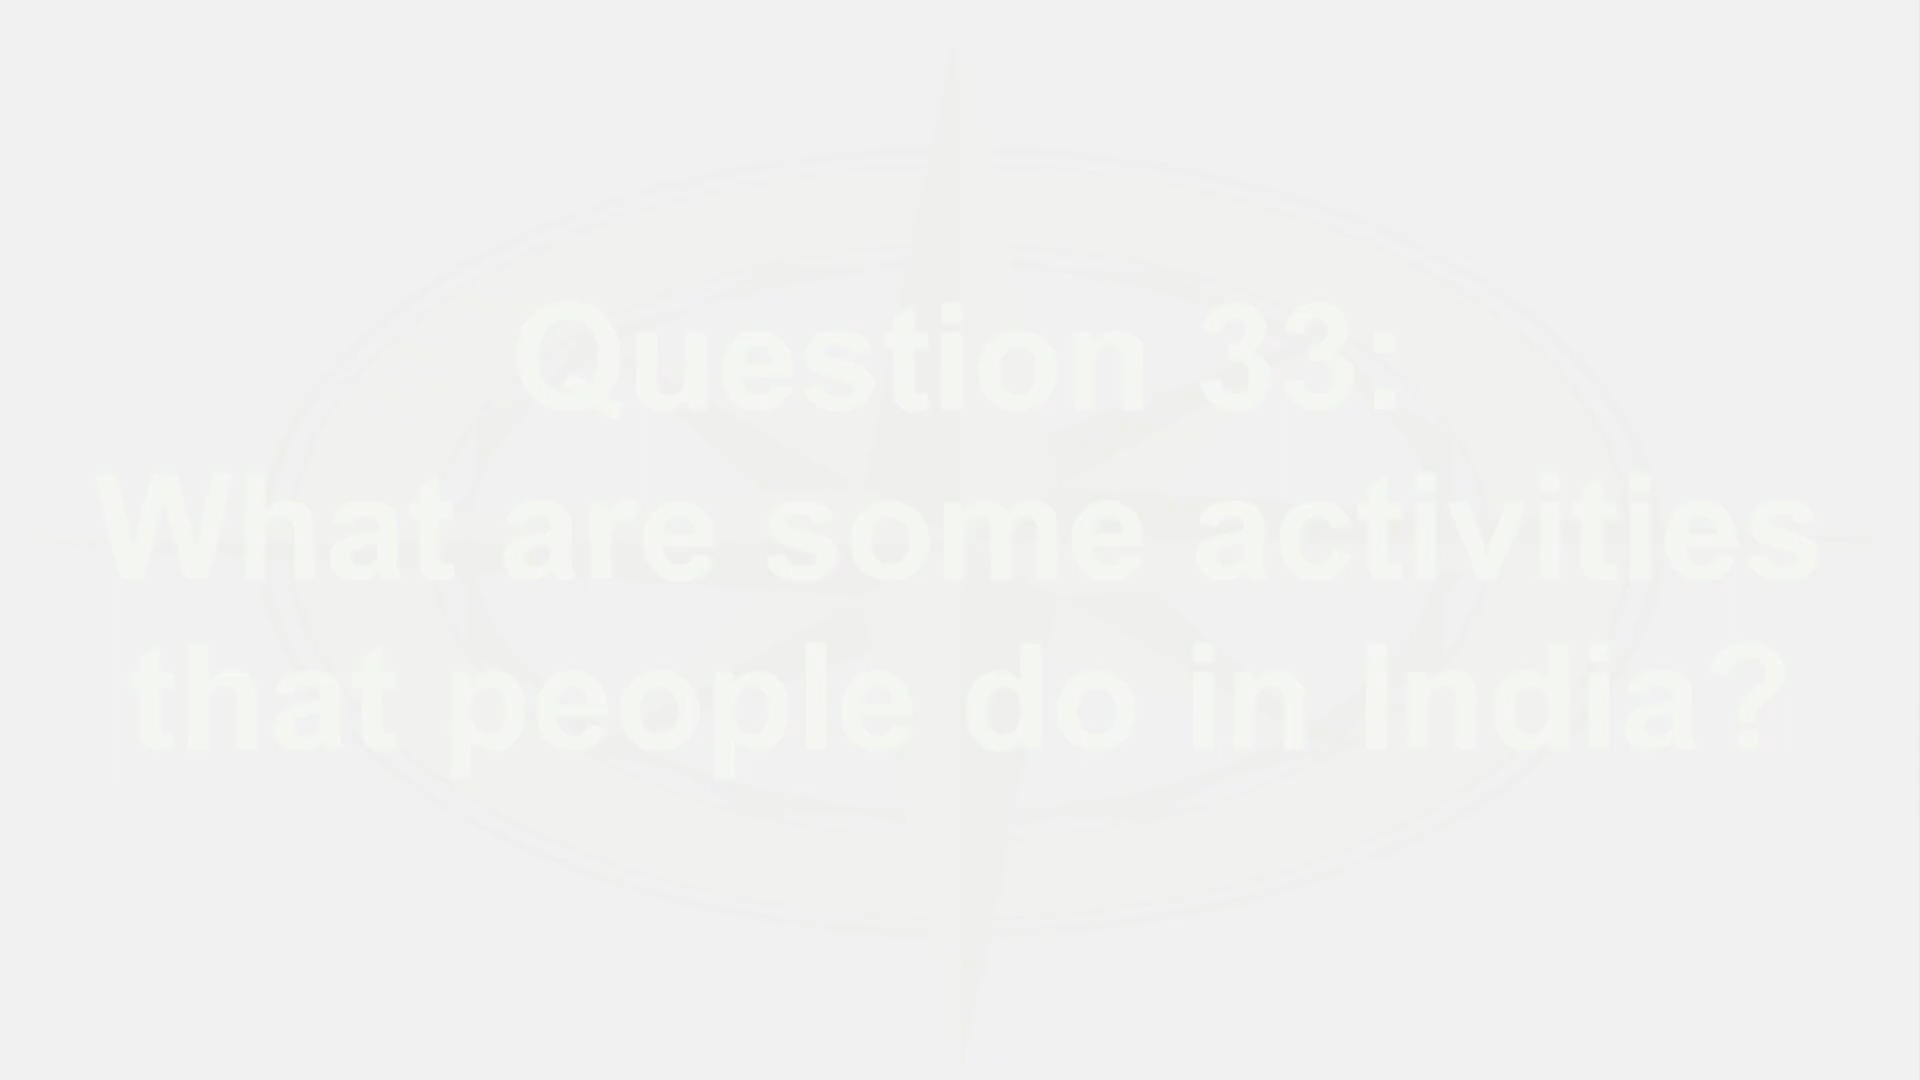 Question 33:
What are some activities
that people do in India?